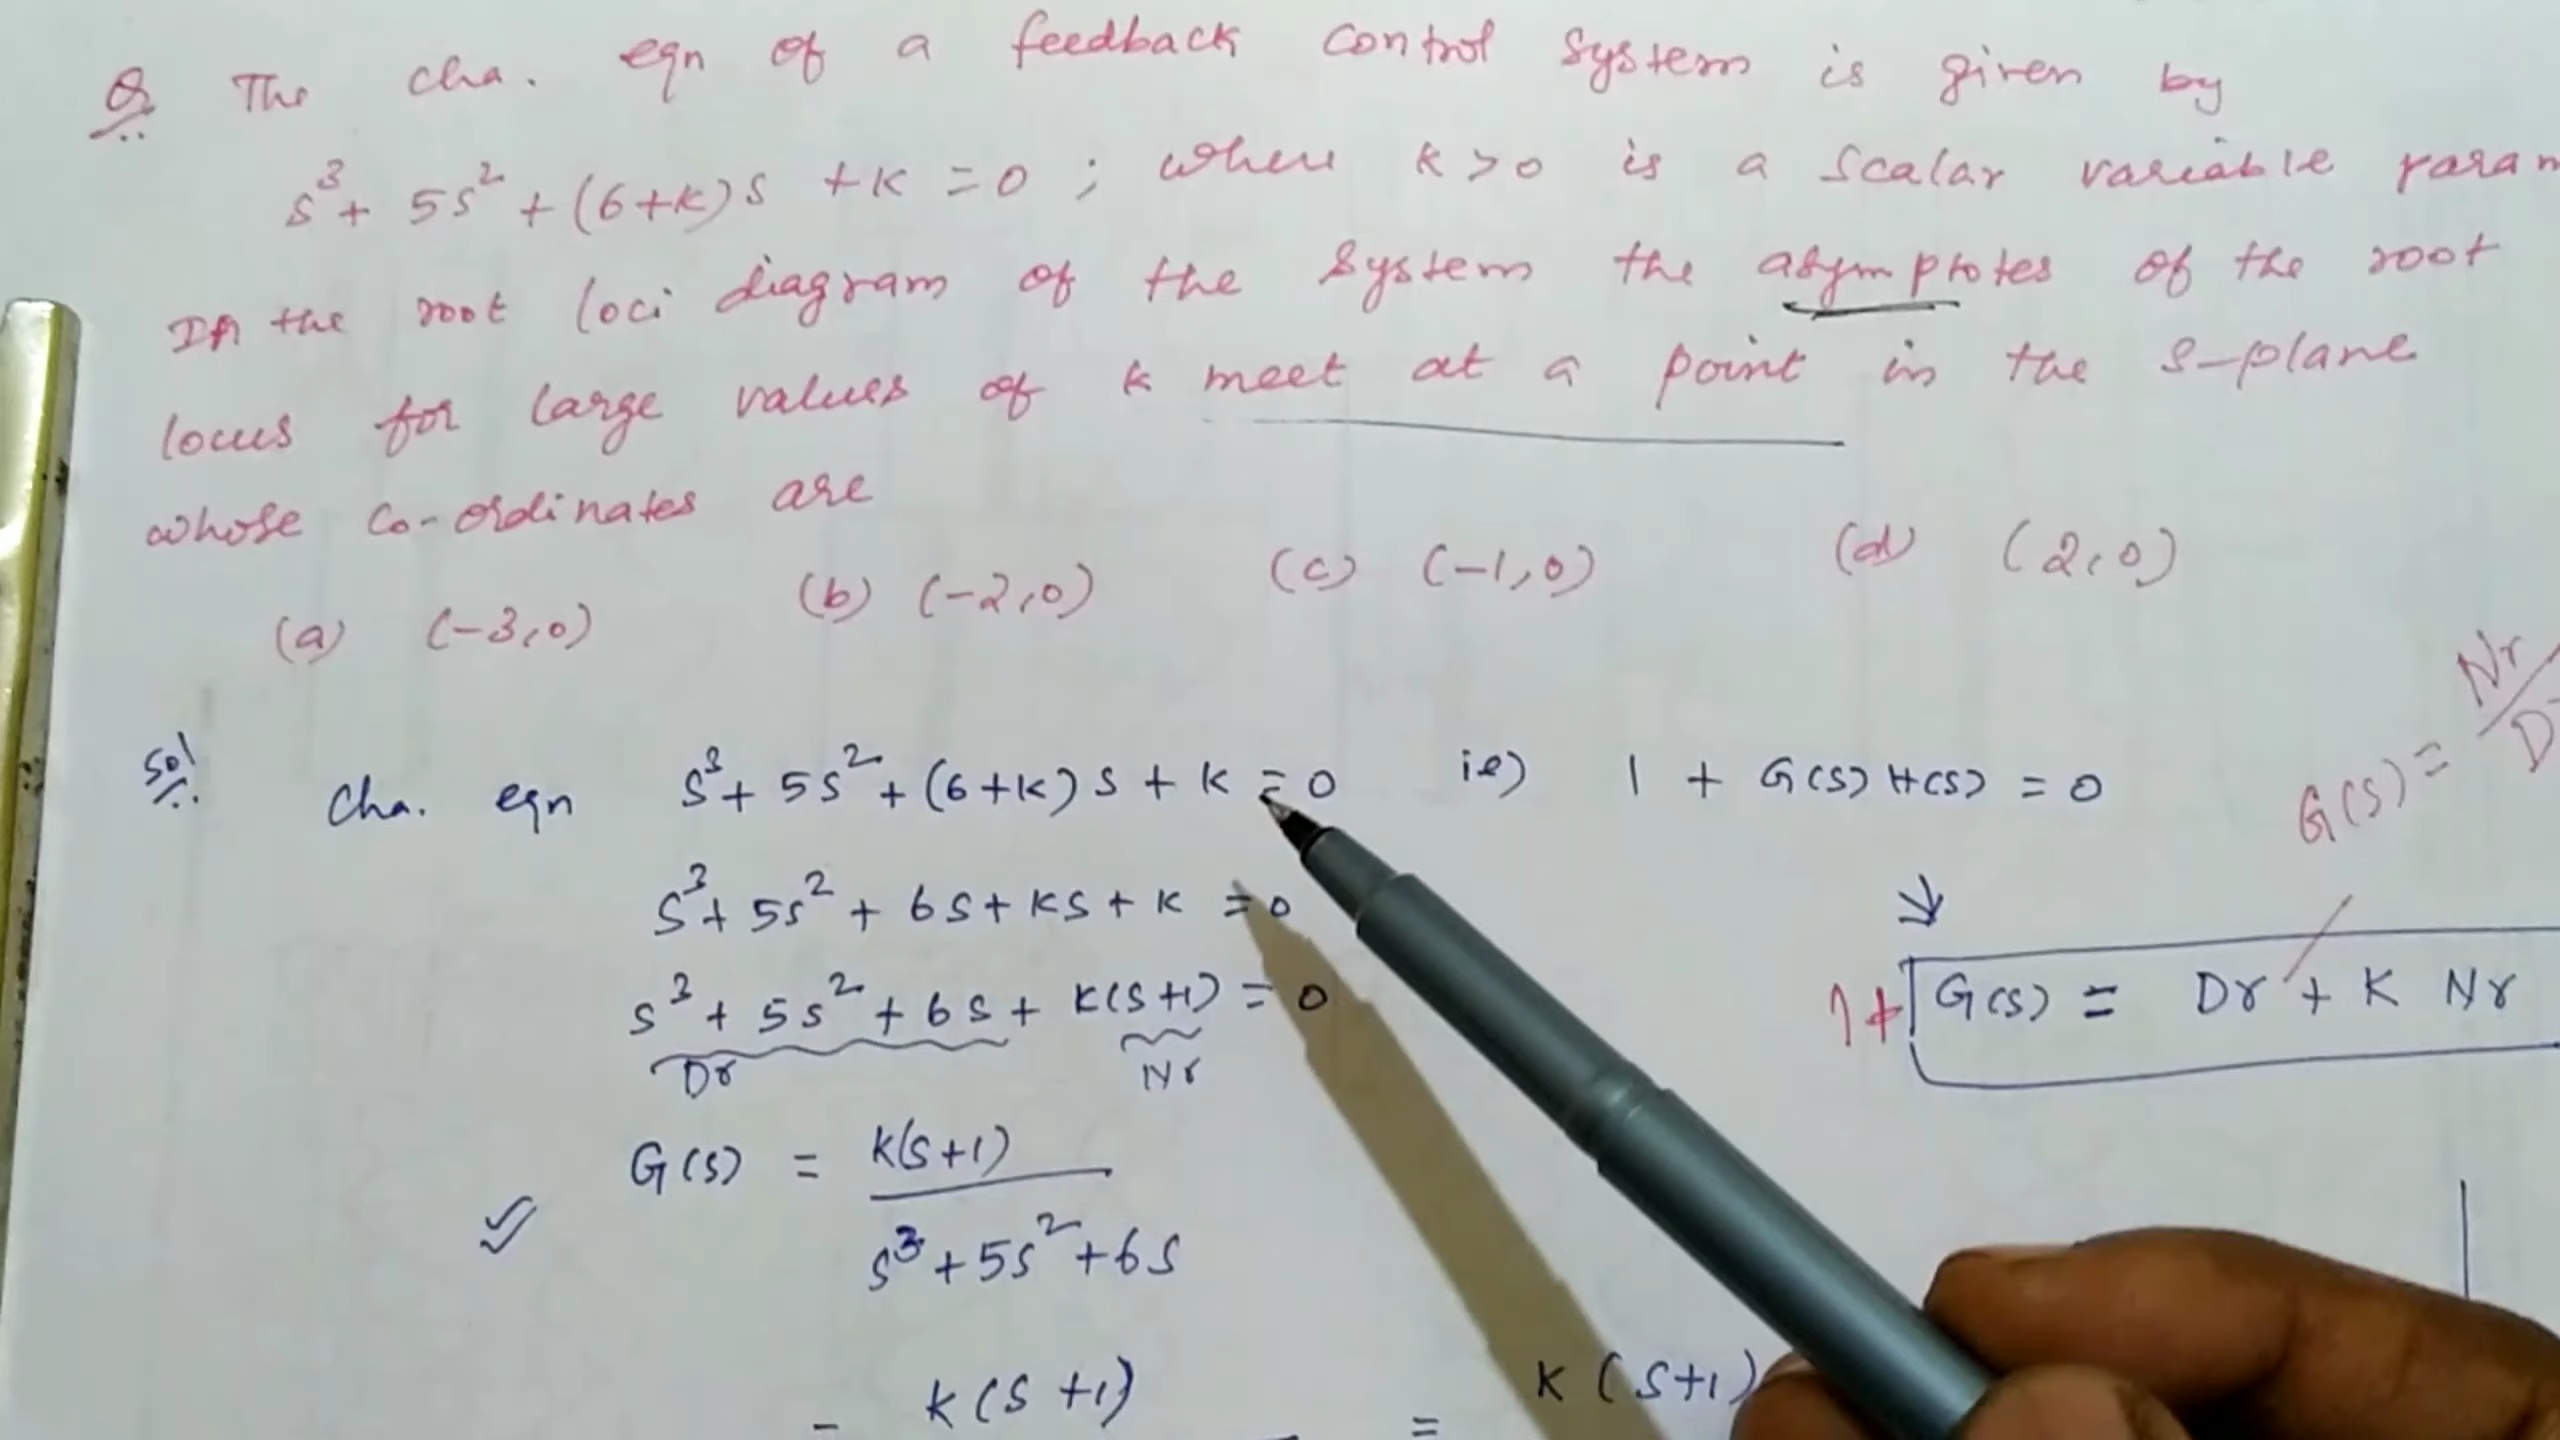 Q The cha. eqn of a feedback control system is given by
s³ + 5s² + (6+k)s + k = 0 ; where k > 0 is a scalar variable param
In the root loci diagram of the system the asymptotes of the root
locus for large values of k meet at a point in the s-plane
whose co-ordinates are
(a) (-3,0) (b) (-2,0) (c) (-1,0) (d) (2,0)
Sol. Cha. eqn s³ + 5s² + (6+k)s + k = 0 ie) 1 + G(s)H(s) = 0
G(s) = Nr/D
s³ + 5s² + 6s + ks + k = 0
s³ + 5s² + 6s + k(s+1) = 0
Dr Nr
1+ G(s) = Dr + K Nr
G(s) = k(s+1)
s³ + 5s² + 6s
k(s+1) = k(s+1)